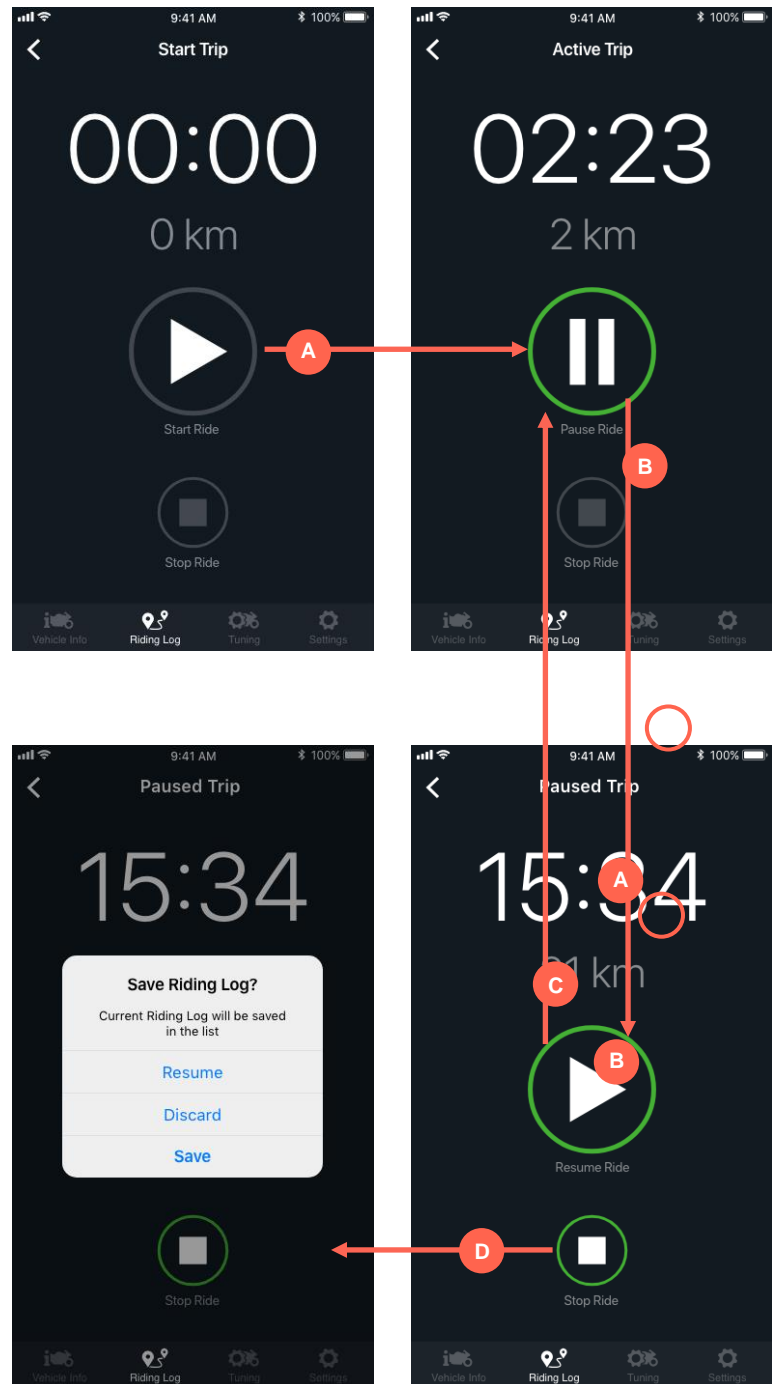 9:41 AM
100%
Start Trip
00:00
0 km
A
Start Ride
Stop Ride
Vehicle Info
Riding Log
Tuning
Settings
9:41 AM
100%
Active Trip
02:23
2 km
Pause Ride
B
Stop Ride
Vehicle Info
Riding Log
Tuning
Settings
9:41 AM
100%
Paused Trip
15:34
Save Riding Log?
Current Riding Log will be saved
in the list
Resume
Discard
Save
Stop Ride
Vehicle Info
Riding Log
Tuning
Settings
9:41 AM
100%
Paused Trip
15:34
A
km
C
B
Resume Ride
D
Stop Ride
Vehicle Info
Riding Log
Tuning
Settings